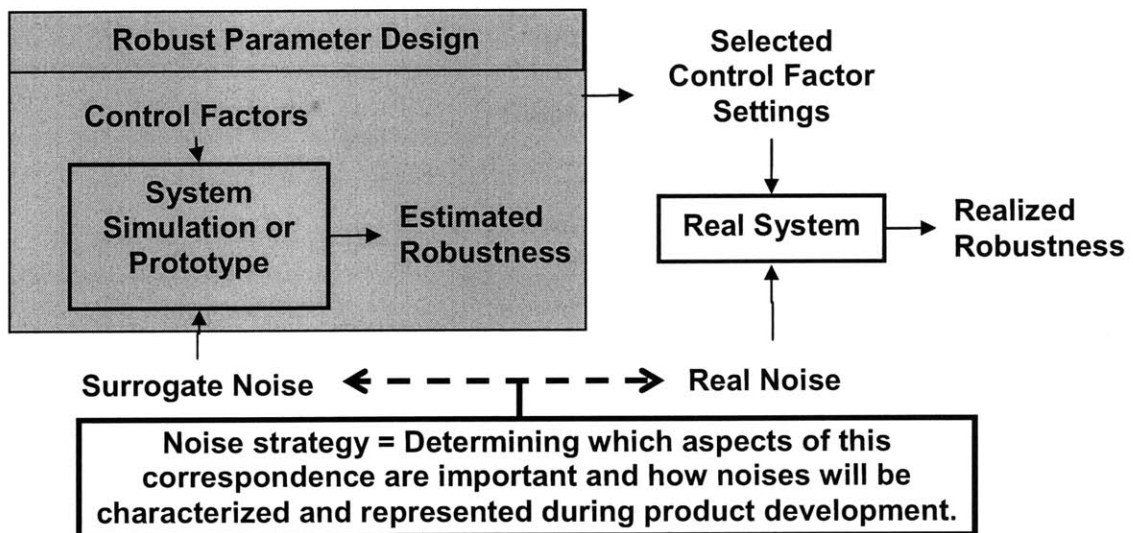 Robust Parameter Design
Control Factors
System
Simulation or
Prototype
Estimated
Robustness
Surrogate Noise
Selected
Control Factor
Settings
Real System
Realized
Robustness
Real Noise
Noise strategy = Determining which aspects of this
correspondence are important and how noises will be
characterized and represented during product development.